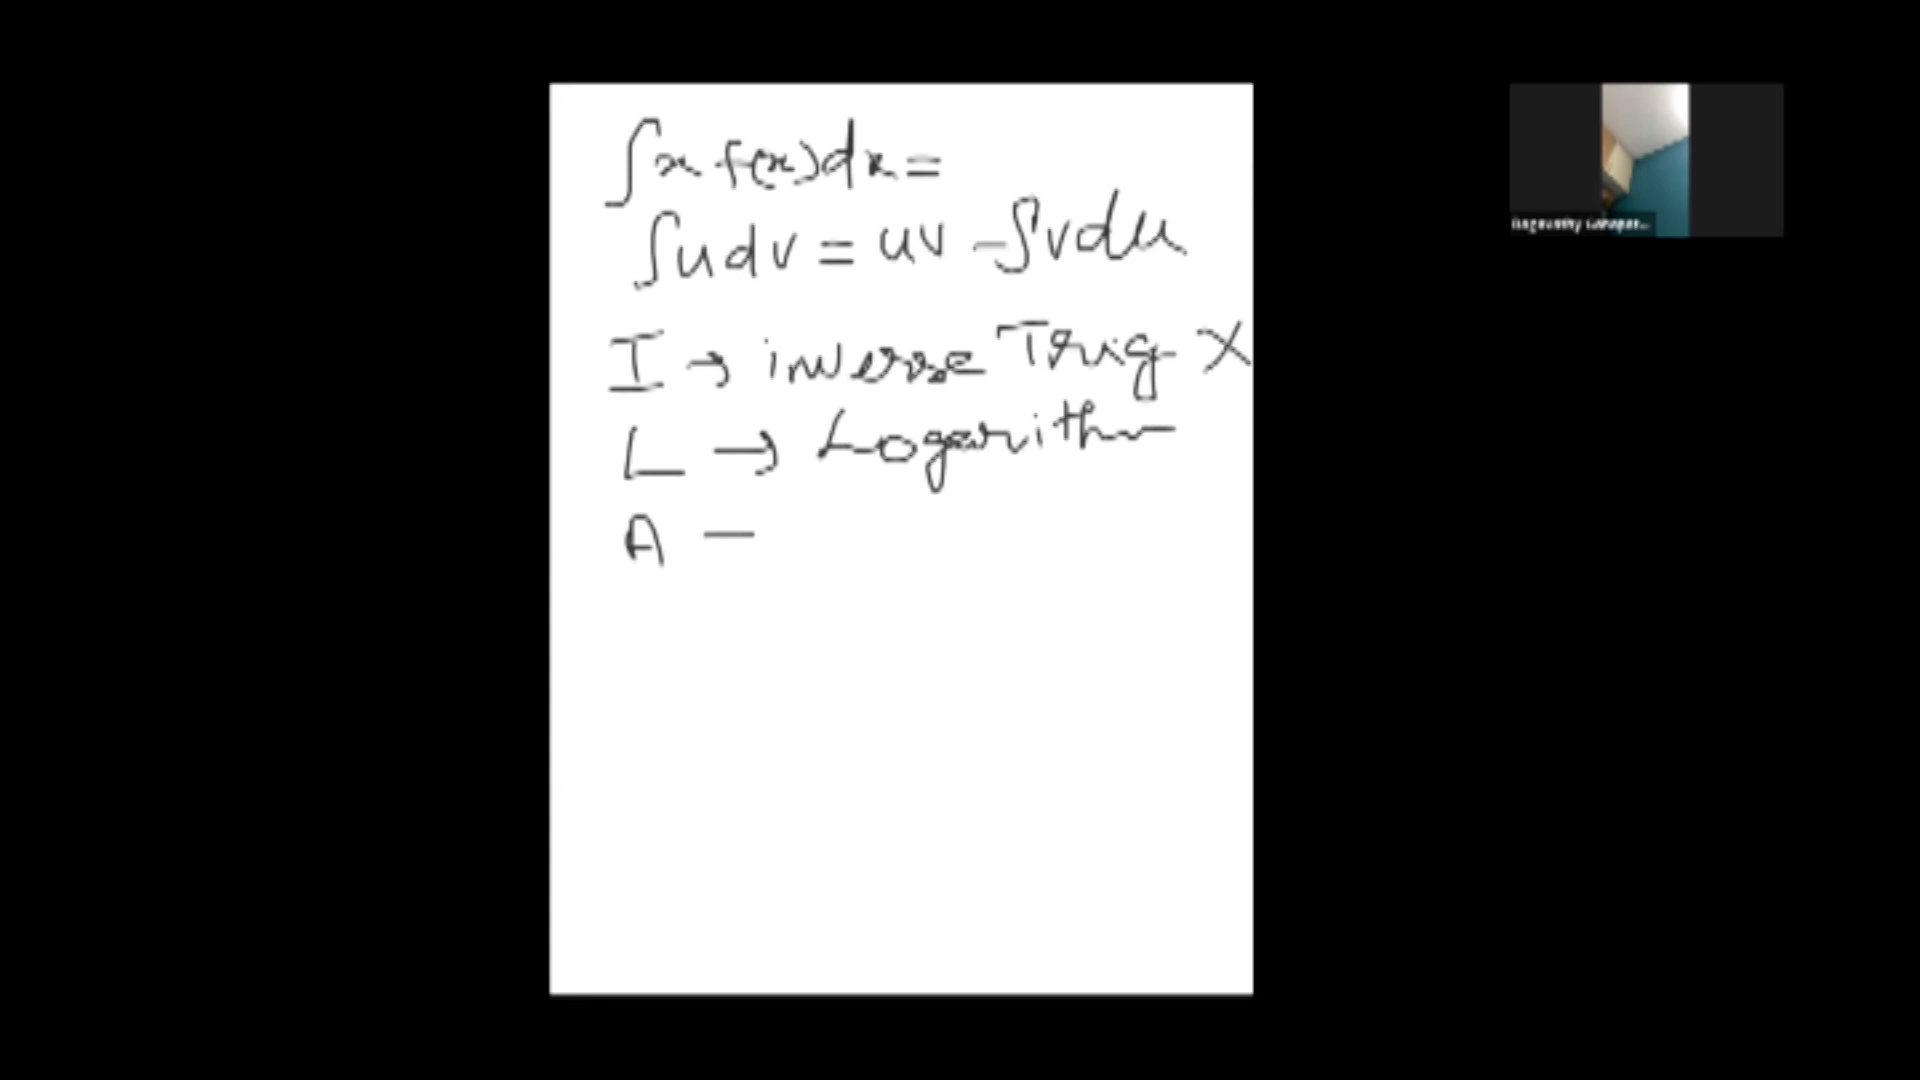 ∫x f(x)dx=
∫udv = uv -∫vdu
I → inverse Trig X
L → Logarithm
A —